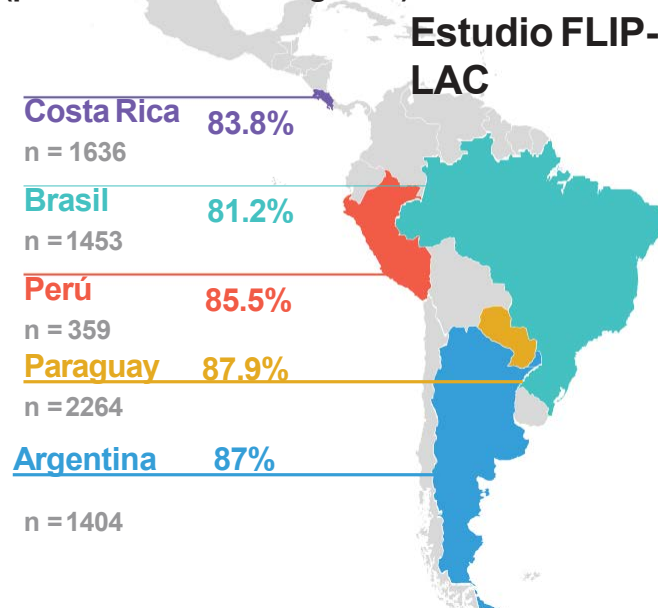 Estudio FLIP-
LAC
Costa Rica 83.8%
n = 1636
Brasil 81.2%
n =1453
Perú 85.5%
n = 359
Paraguay 87.9%
n =2264
Argentina 87%
n =1404